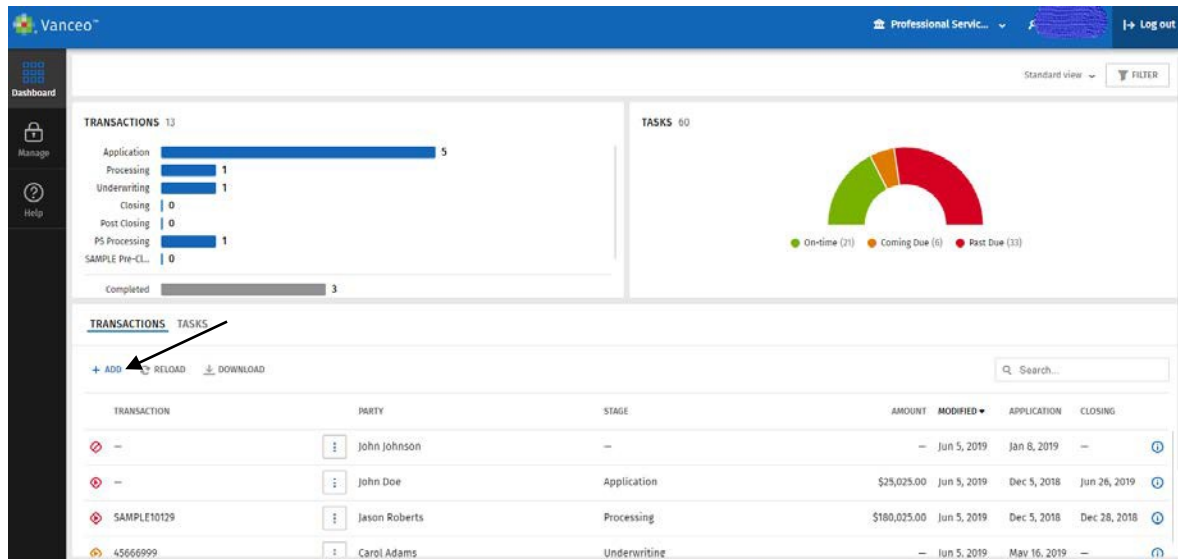 Vanceo™ Professional Servic... Log out
Dashboard
Manage
Help
Standard view FILTER
TRANSACTIONS 13
Application 5
Processing 1
Underwriting 1
Closing 0
Post Closing 0
PS Processing 1
SAMPLE Pre-Cl... 0
Completed 3
TASKS 60
On-time (21) Coming Due (6) Past Due (33)
TRANSACTIONS TASKS
+ ADD RELOAD DOWNLOAD Search...
TRANSACTION PARTY STAGE AMOUNT MODIFIED APPLICATION CLOSING
— John Johnson — — Jun 5, 2019 Jan 8, 2019 —
— John Doe Application $25,025.00 Jun 5, 2019 Dec 5, 2018 Jun 26, 2019
SAMPLE10129 Jason Roberts Processing $180,025.00 Jun 5, 2019 Dec 5, 2018 Dec 28, 2018
45666999 Carol Adams Underwriting — Jun 5, 2019 May 16, 2019 —